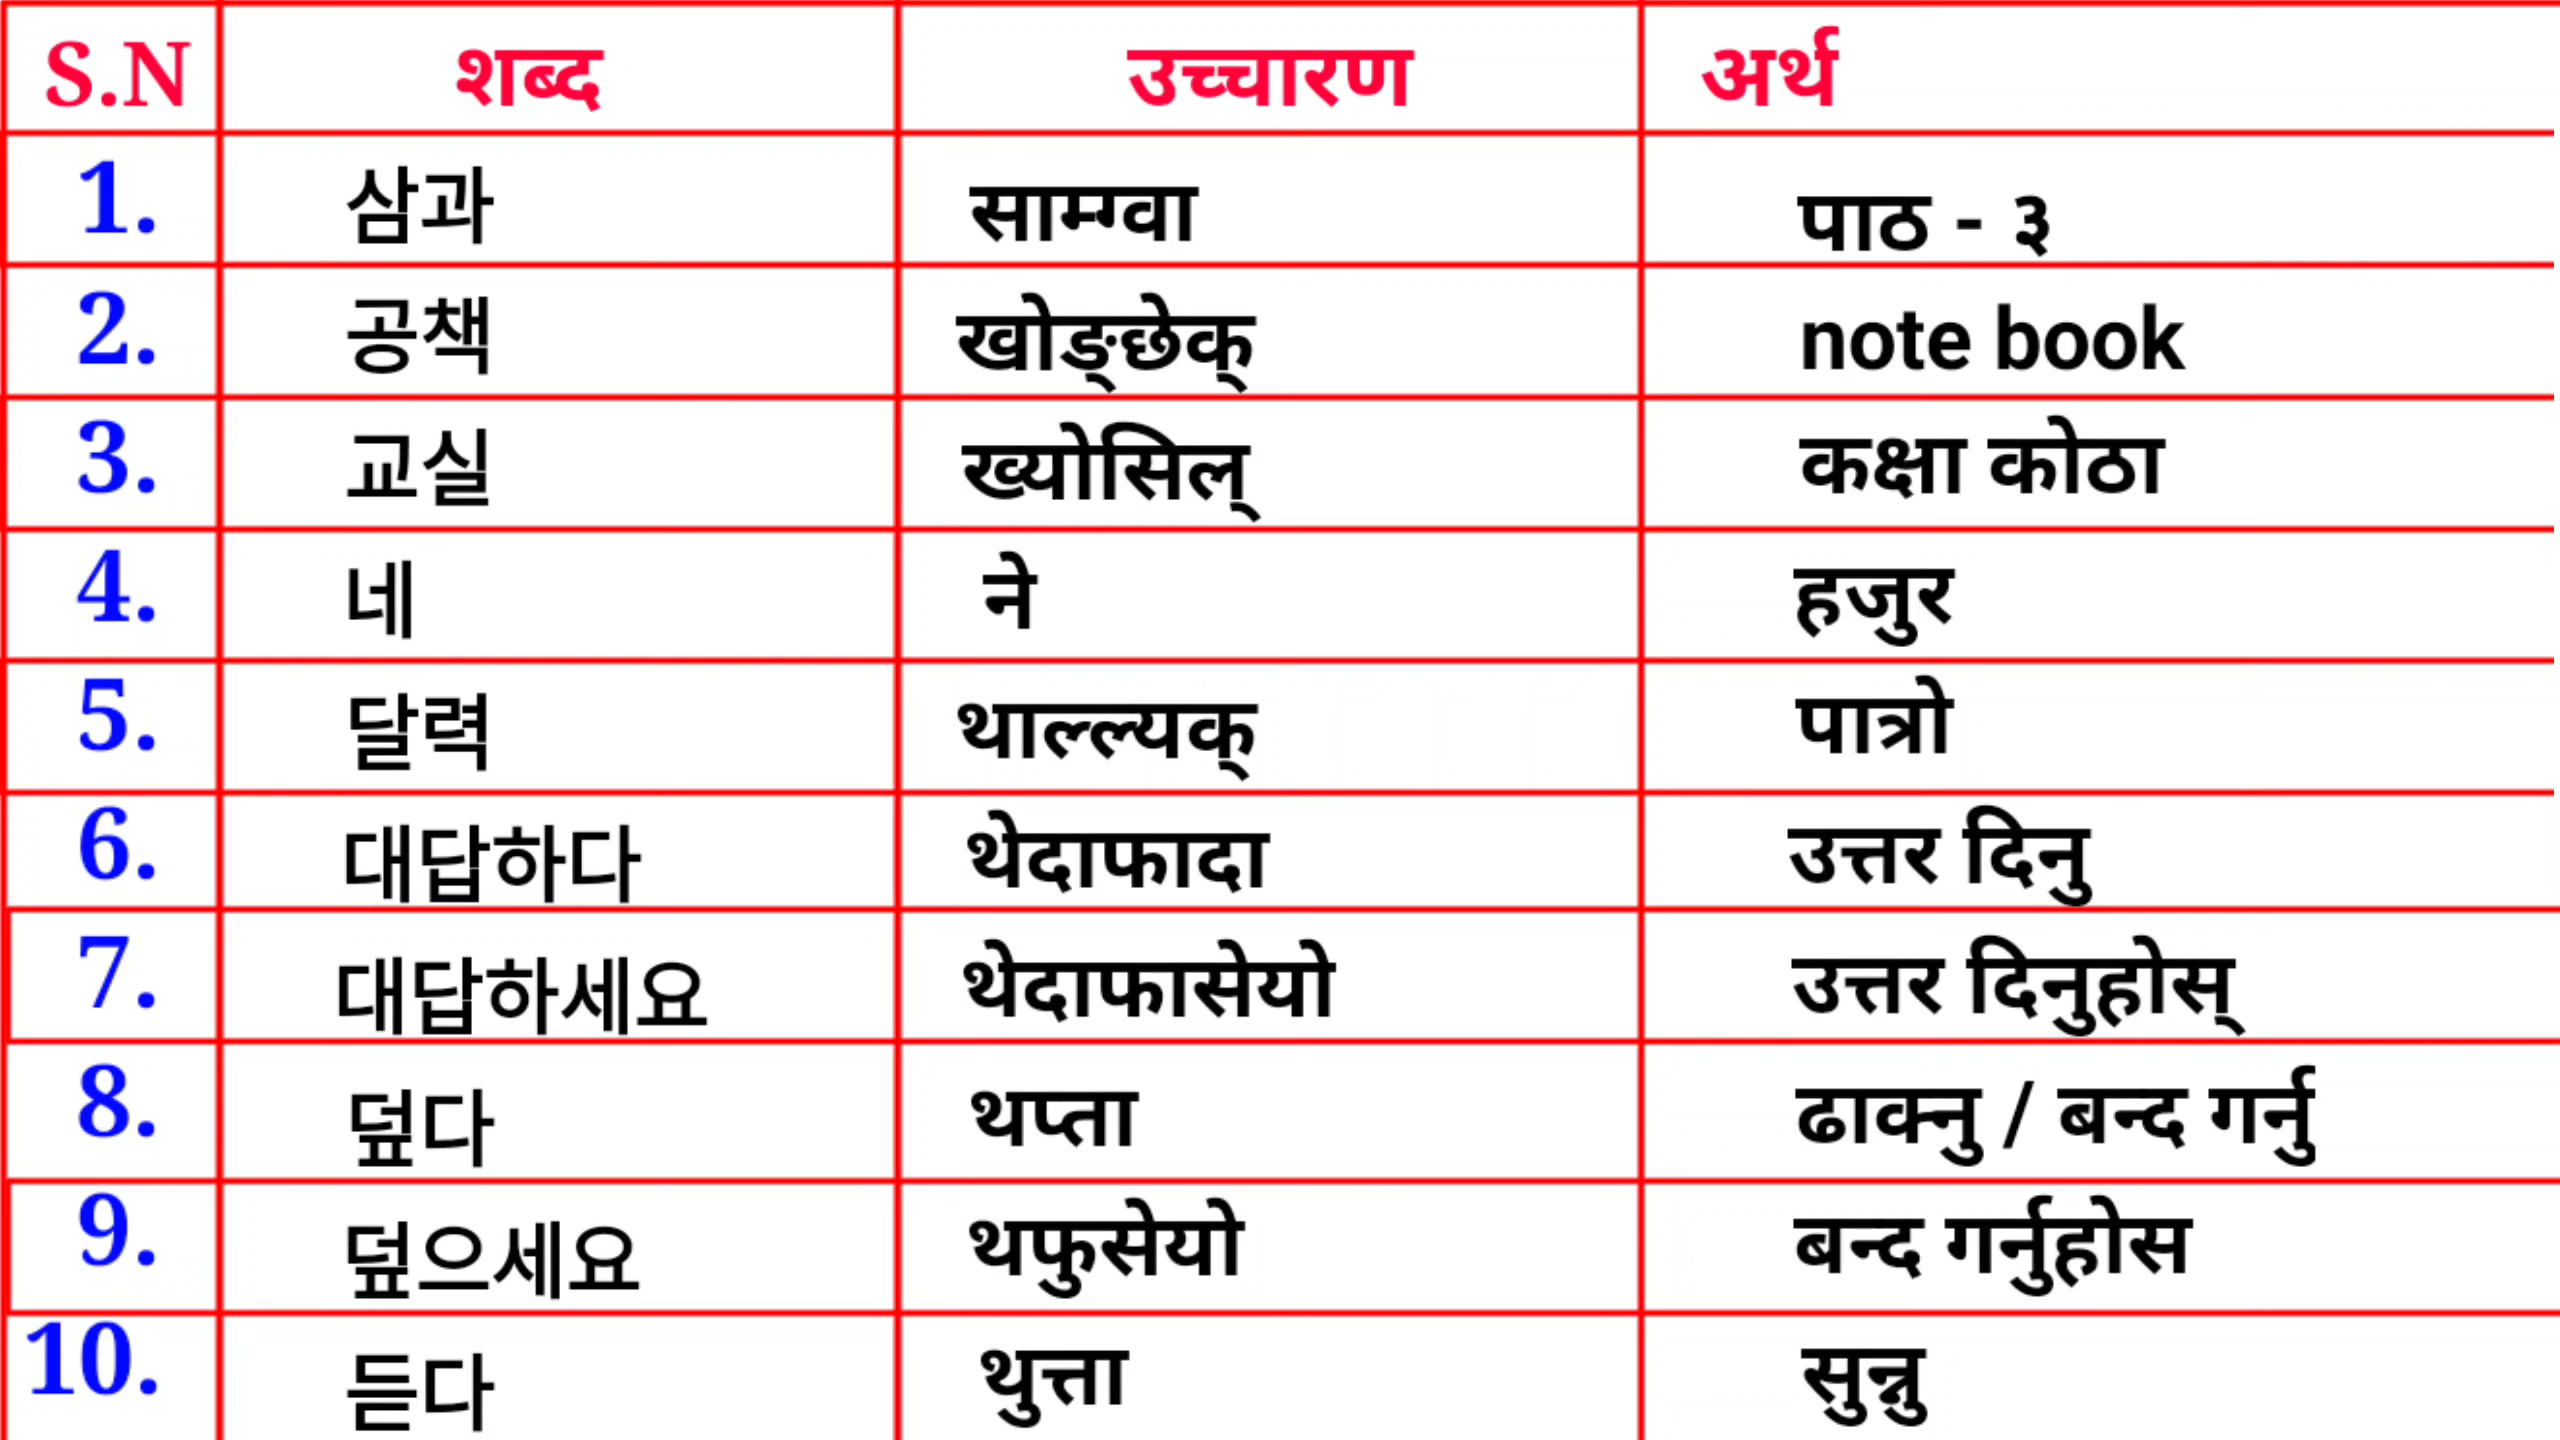 S.N शब्द उच्चारण अर्थ
1. 삼과 साम्ग्वा पाठ - ३
2. 공책 खोङ्छेक् note book
3. 교실 ख्योसिल् कक्षा कोठा
4. 네 ने हजुर
5. 달력 थाल्ल्यक् पात्रो
6. 대답하다 थेदाफादा उत्तर दिनु
7. 대답하세요 थेदाफासेयो उत्तर दिनुहोस्
8. 덮다 थप्ता ढाक्नु / बन्द गर्नु
9. 덮으세요 थफुसेयो बन्द गर्नुहोस
10. 듣다 थुत्ता सुन्नु